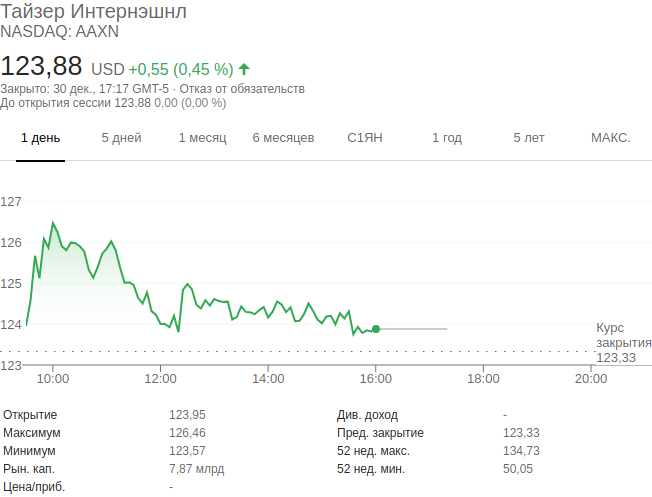 Тайзер Интернэшнл
NASDAQ: AAXN
123,88 USD +0,55 (0,45 %)
Закрыто: 30 дек., 17:17 GMT-5 · Отказ от обязательств
До открытия сессии 123,88 0,00 (0,00 %)
1 день 5 дней 1 месяц 6 месяцев С1ЯН 1 год 5 лет МАКС.
127
126
125
124
123
Курс
закрытия
123,33
10:00 12:00 14:00 16:00 18:00 20:00
Открытие 123,95 Див. доход -
Максимум 126,46 Пред. закрытие 123,33
Минимум 123,57 52 нед. макс. 134,73
Рын. кап. 7,87 млрд 52 нед. мин. 50,05
Цена/приб. -